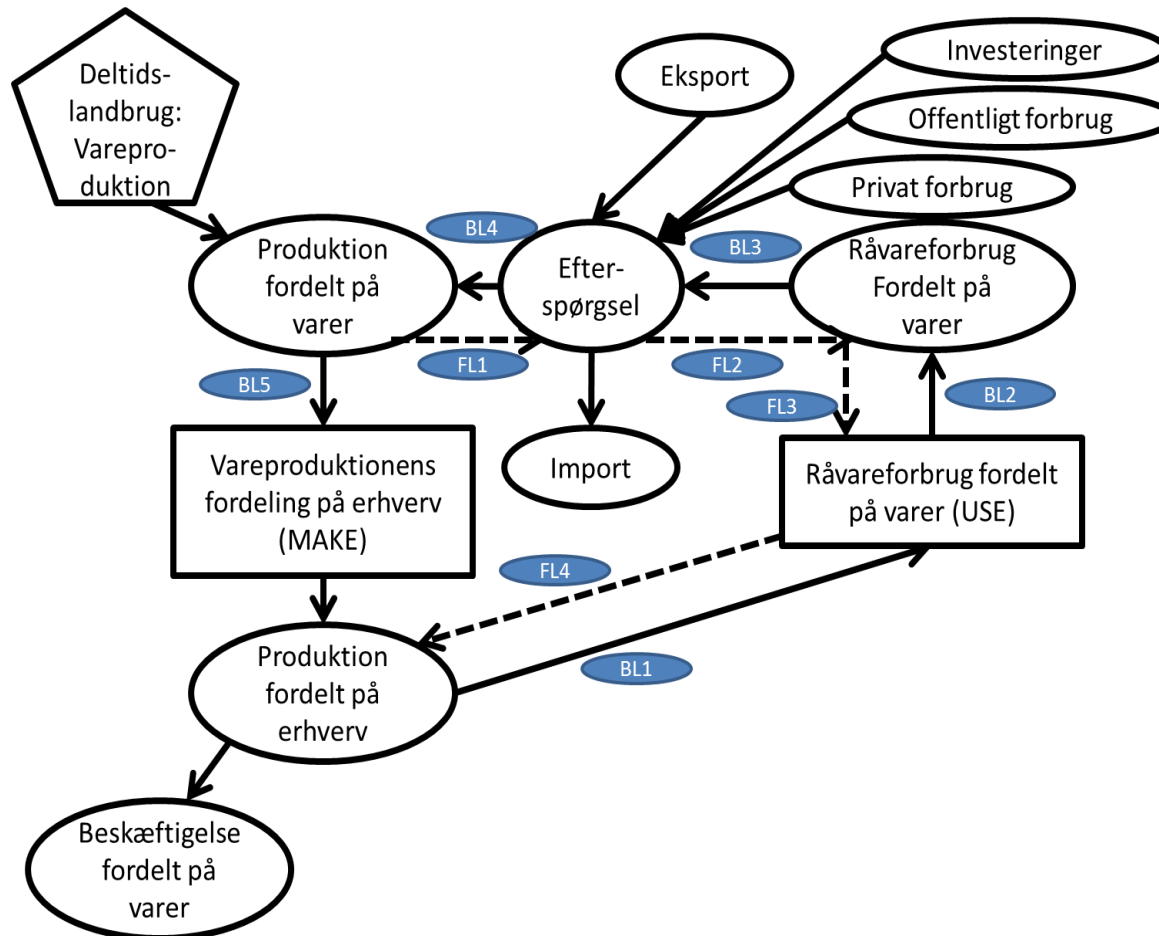 Deltids-
landbrug:
Varepro-
duktion
Eksport
Investeringer
Offentligt forbrug
Privat forbrug
BL4
BL3
Produktion
fordelt på
varer
Efter-
spørgsel
Råvareforbrug
Fordelt på
varer
FL1
FL2
BL5
FL3
BL2
Vareproduktionens
fordeling på erhverv
(MAKE)
Import
Råvareforbrug fordelt
på varer (USE)
FL4
BL1
Produktion
fordelt på
erhverv
Beskæftigelse
fordelt på
varer